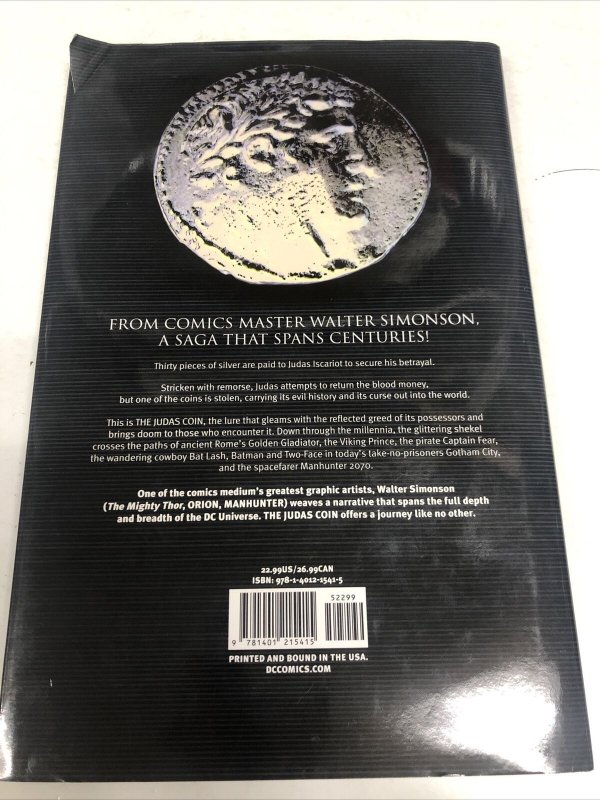 FROM COMICS MASTER WALTER SIMONSON,
A SAGA THAT SPANS CENTURIES!
Thirty pieces of silver are paid to Judas Iscariot to secure his betrayal.
Stricken with remorse, Judas attempts to return the blood money,
but one of the coins is stolen, carrying its evil history and its curse out into the world.
This is THE JUDAS COIN, the lure that gleams with the reflected greed of its possessors and
brings doom to those who encounter it. Down through the millennia, the glittering shekel
crosses the paths of ancient Rome's Golden Gladiator, the Viking Prince, the pirate Captain Fear,
the wandering cowboy Bat Lash, Batman and Two-Face in today's take-no-prisoners Gotham City,
and the spacefarer Manhunter 2070.
One of the comics medium's greatest graphic artists, Walter Simonson
(The Mighty Thor, ORION, MANHUNTER) weaves a narrative that spans the full depth
and breadth of the DC Universe. THE JUDAS COIN offers a journey like no other.
22.99US/26.99CAN
ISBN: 978-1-4012-1541-5
52299
9 781401 215415
PRINTED AND BOUND IN THE USA.
DCCOMICS.COM